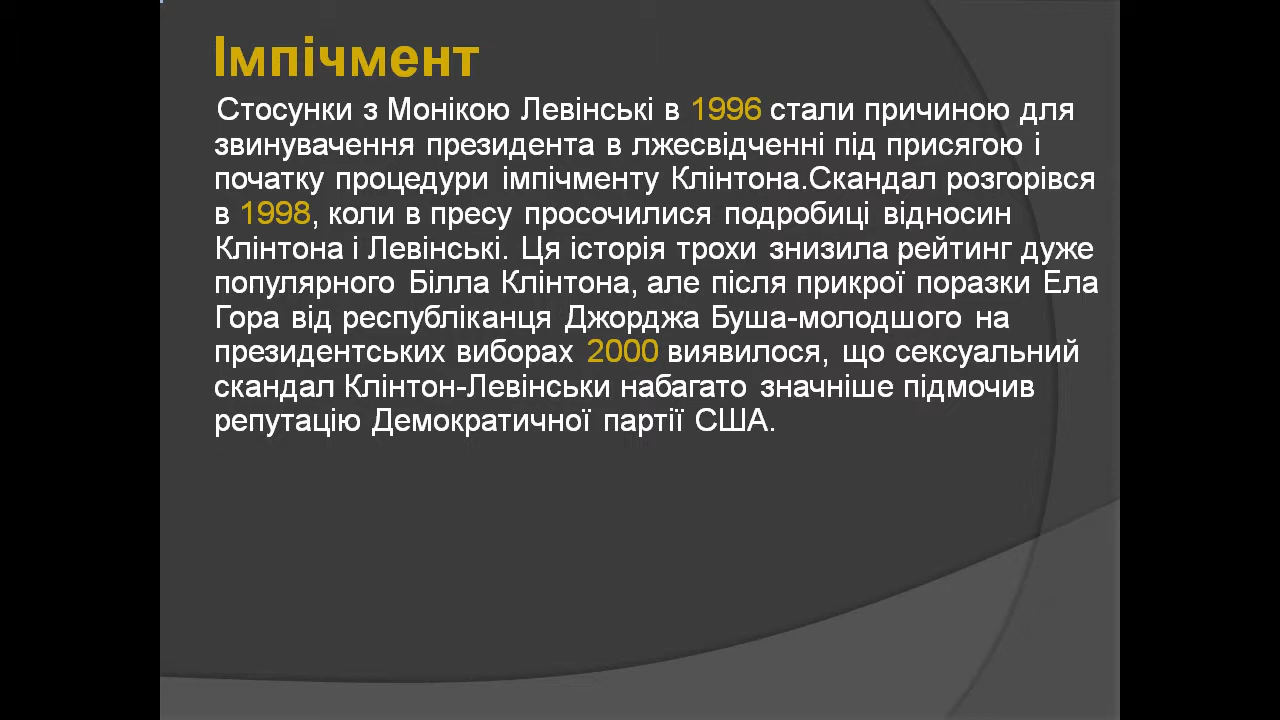 Імпічмент
Стосунки з Монікою Левінські в 1996 стали причиною для
звинувачення президента в лжесвідченні під присягою і
початку процедури імпічменту Клінтона.Скандал розгорівся
в 1998, коли в пресу просочилися подробиці відносин
Клінтона і Левінські. Ця історія трохи знизила рейтинг дуже
популярного Білла Клінтона, але після прикрої поразки Ела
Гора від республіканця Джорджа Буша-молодшого на
президентських виборах 2000 виявилося, що сексуальний
скандал Клінтон-Левінськи набагато значніше підмочив
репутацію Демократичної партії США.